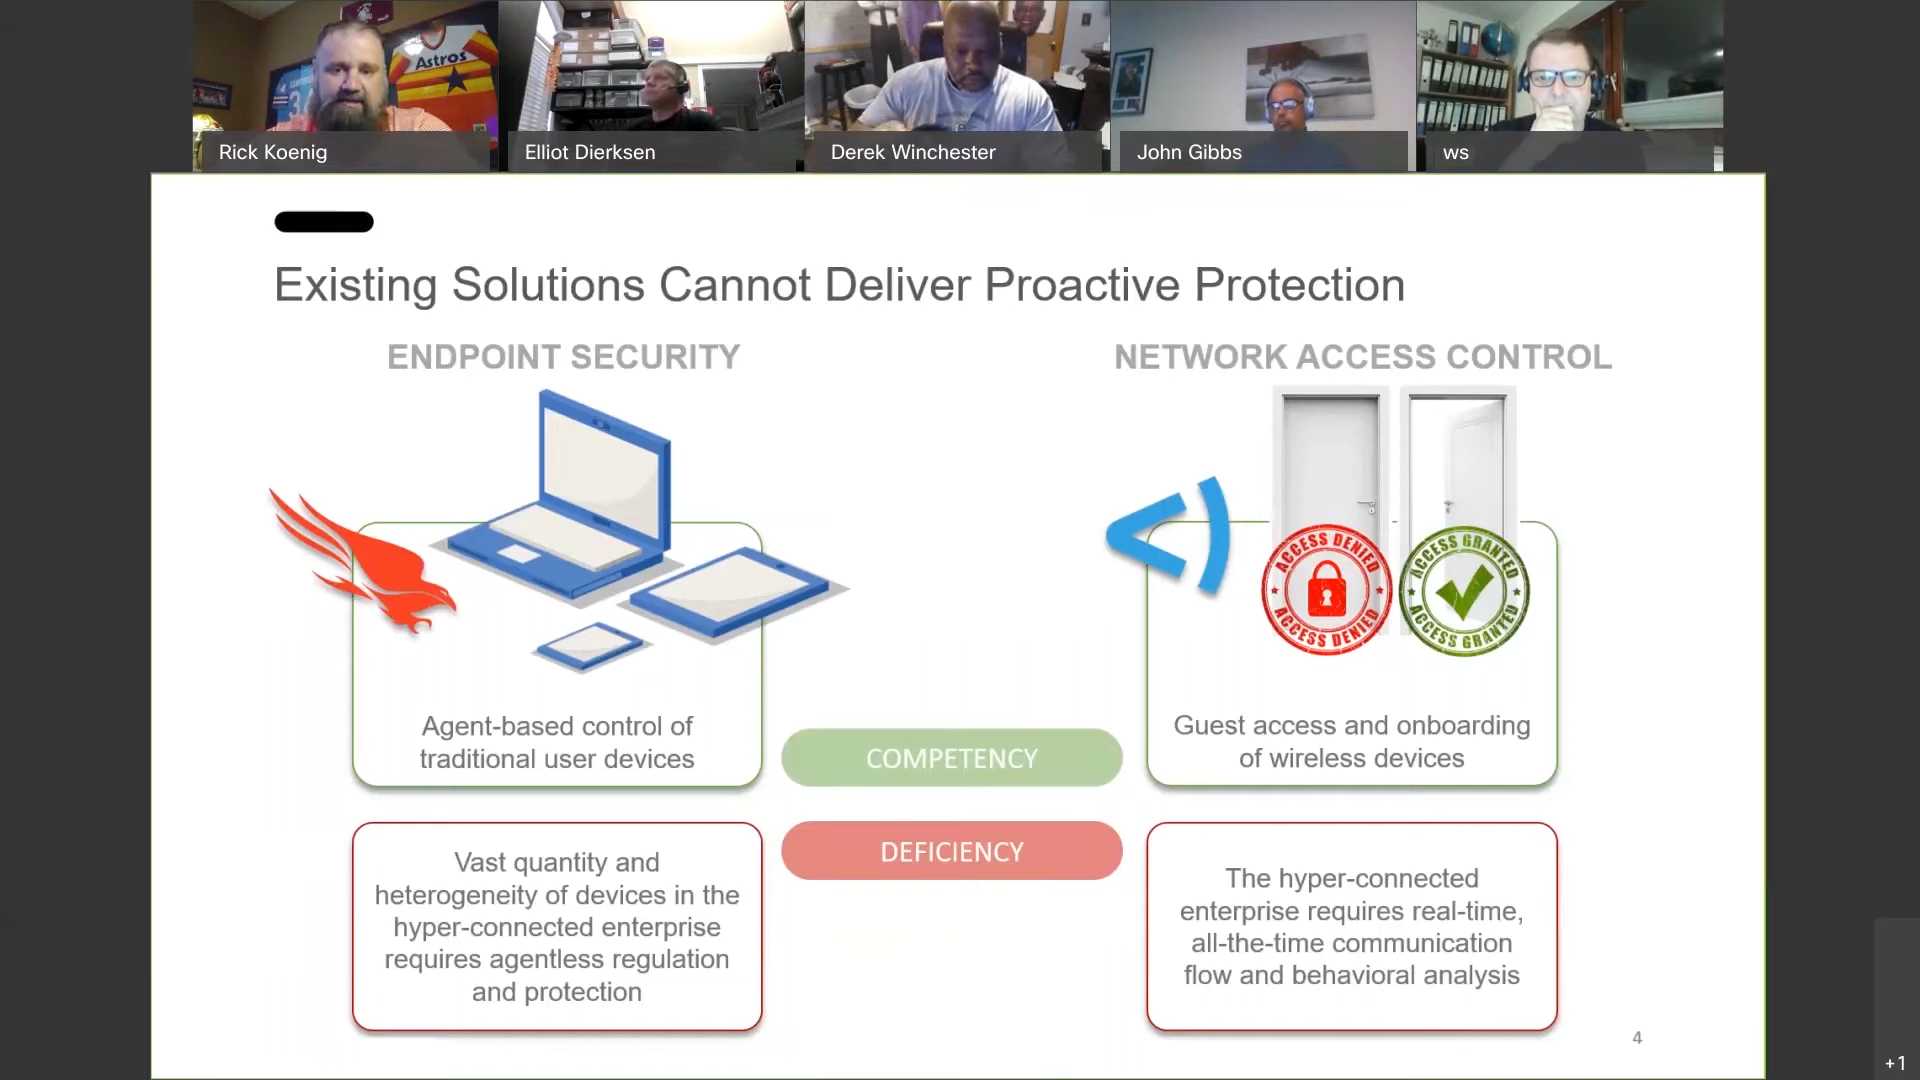 Astros
Rick Koenig
Elliot Dierksen
Derek Winchester
John Gibbs
ws
Existing Solutions Cannot Deliver Proactive Protection
ENDPOINT SECURITY
NETWORK ACCESS CONTROL
ACCESS DENIED
ACCESS DENIED
ACCESS GRANTED
ACCESS GRANTED
Agent-based control of
traditional user devices
COMPETENCY
Guest access and onboarding
of wireless devices
DEFICIENCY
Vast quantity and
heterogeneity of devices in the
hyper-connected enterprise
requires agentless regulation
and protection
The hyper-connected
enterprise requires real-time,
all-the-time communication
flow and behavioral analysis
4
+1